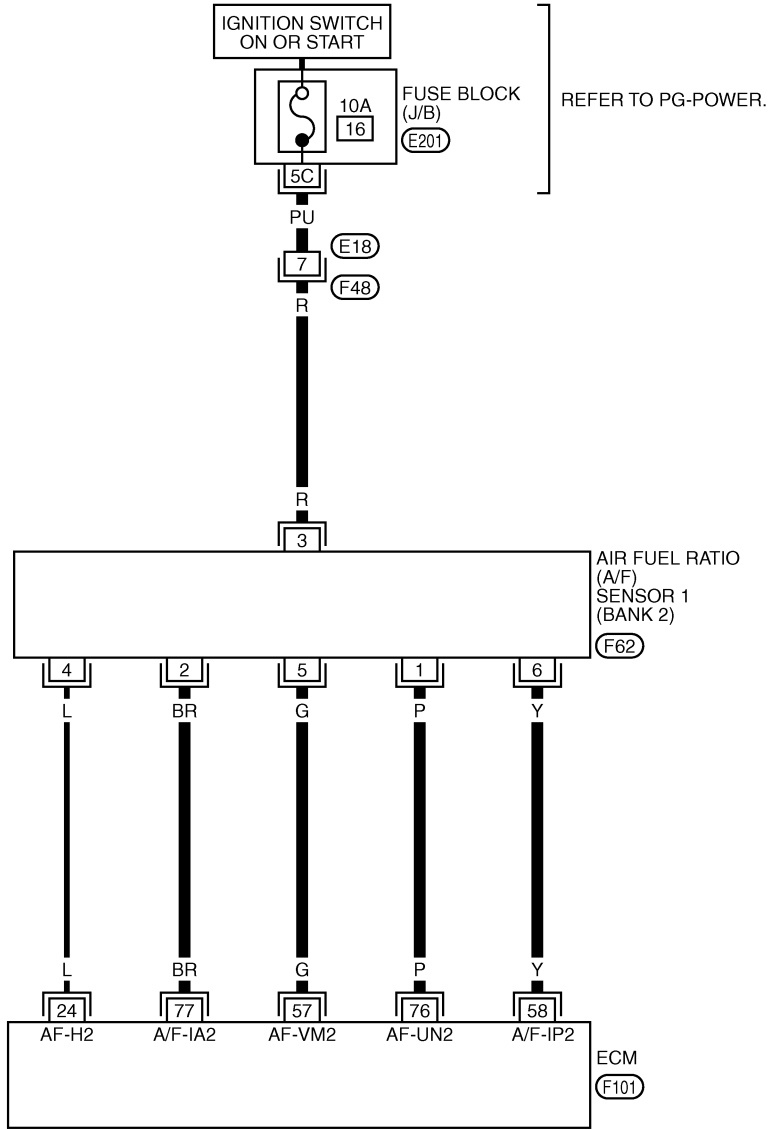 IGNITION SWITCH
ON OR START
10A
16
FUSE BLOCK
(J/B)
E201
REFER TO PG-POWER.
5C
PU
E18
7
F48
R
R
3
AIR FUEL RATIO
(A/F)
SENSOR 1
(BANK 2)
F62
4 2 5 1 6
L BR G P Y
L BR G P Y
24 77 57 76 58
AF-H2 A/F-IA2 AF-VM2 AF-UN2 A/F-IP2
ECM
F101